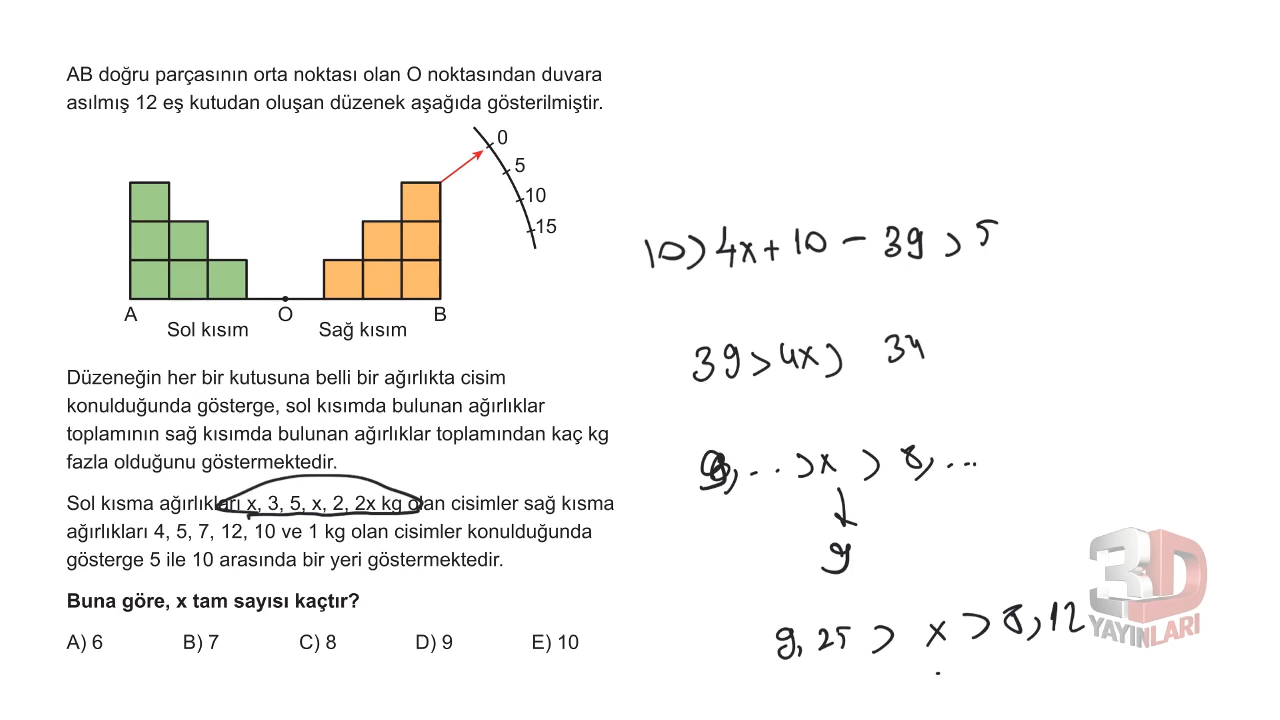 AB doğru parçasının orta noktası olan O noktasından duvara
asılmış 12 eş kutudan oluşan düzenek aşağıda gösterilmiştir.
0
5
10
15
A
O
B
Sol kısım
Sağ kısım
Düzeneğin her bir kutusuna belli bir ağırlıkta cisim
konulduğunda gösterge, sol kısımda bulunan ağırlıklar
toplamının sağ kısımda bulunan ağırlıklar toplamından kaç kg
fazla olduğunu göstermektedir.
Sol kısma ağırlıkları x, 3, 5, x, 2, 2x kg olan cisimler sağ kısma
ağırlıkları 4, 5, 7, 12, 10 ve 1 kg olan cisimler konulduğunda
gösterge 5 ile 10 arasında bir yeri göstermektedir.
Buna göre, x tam sayısı kaçtır?
A) 6 B) 7 C) 8 D) 9 E) 10
10 > 4x + 10 - 39 > 5
39 > 4x > 34
9, .. > x > 8, ...
9
9, 25 > x > 8, 12
3D
YAYINLARI